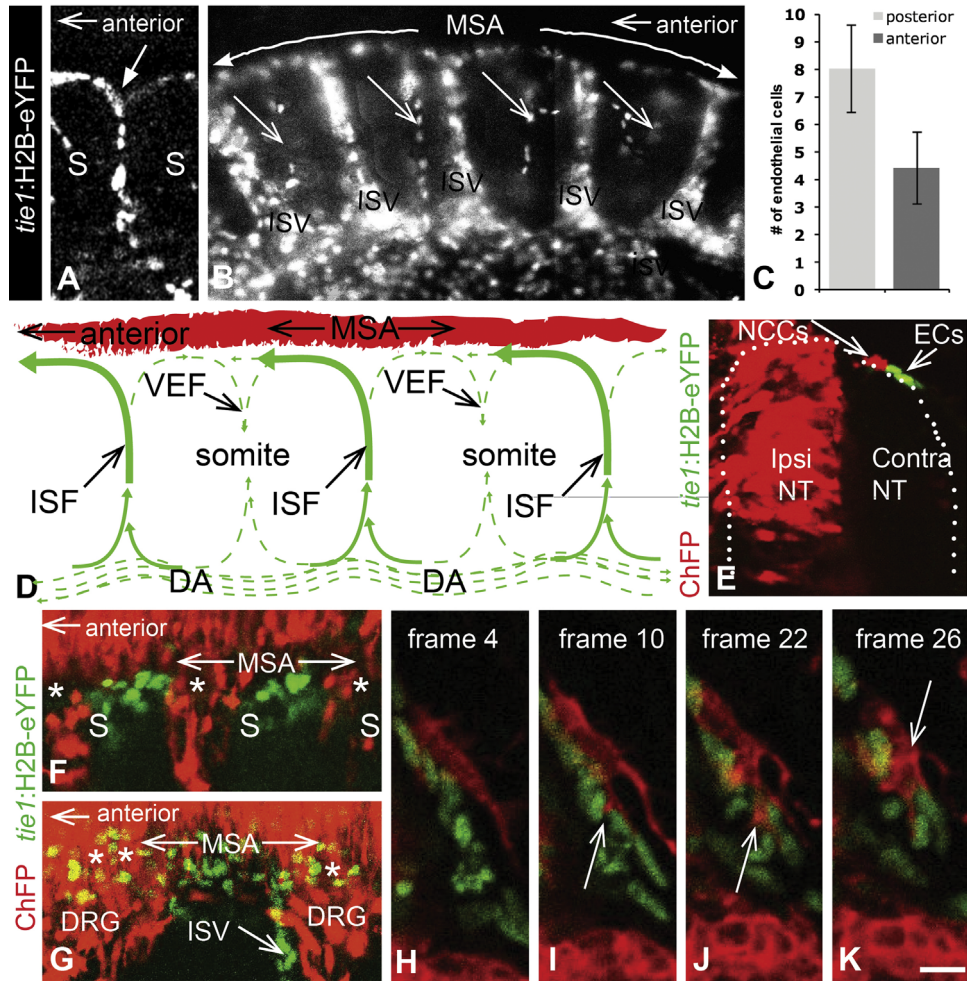 tie1:H2B-eYFP
anterior
S
S
A
MSA
anterior
ISV
ISV
ISV
ISV
ISV
isv
B
# of endothelial cells
10
9
8
7
6
5
4
3
2
1
0
posterior
anterior
C
anterior
MSA
VEF
VEF
somite
somite
ISF
ISF
ISF
DA
DA
D
ChFP tie1:H2B-eYFP
NCCs
ECs
Ipsi
NT
Contra
NT
E
ChFP tie1:H2B-eYFP
anterior
MSA
* * *
S
S
S
F
anterior
MSA
* * *
DRG
DRG
ISV
G
frame 4
H
frame 10
I
frame 22
J
frame 26
K